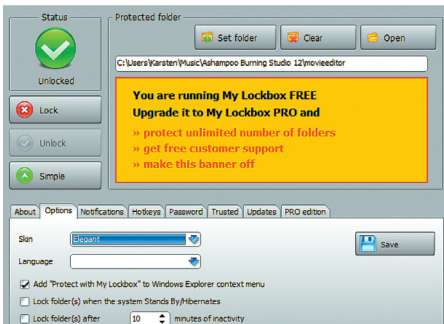 Status
Protected folder
Set folder
Clear
Open
C:\Users\Karsten\Music\Ashampoo Burning Studio 12\movieeditor
Unlocked
Lock
Unlock
Simple
You are running My Lockbox FREE
Upgrade it to My Lockbox PRO and
» protect unlimited number of folders
» get free customer support
» make this banner off
About Options Notifications Hotkeys Password Trusted Updates PRO edition
Skin Elegant
Save
Language
Add "Protect with My Lockbox" to Windows Explorer context menu
Lock folder(s) when the system Stands By/Hibernates
Lock folder(s) after 10 minutes of inactivity